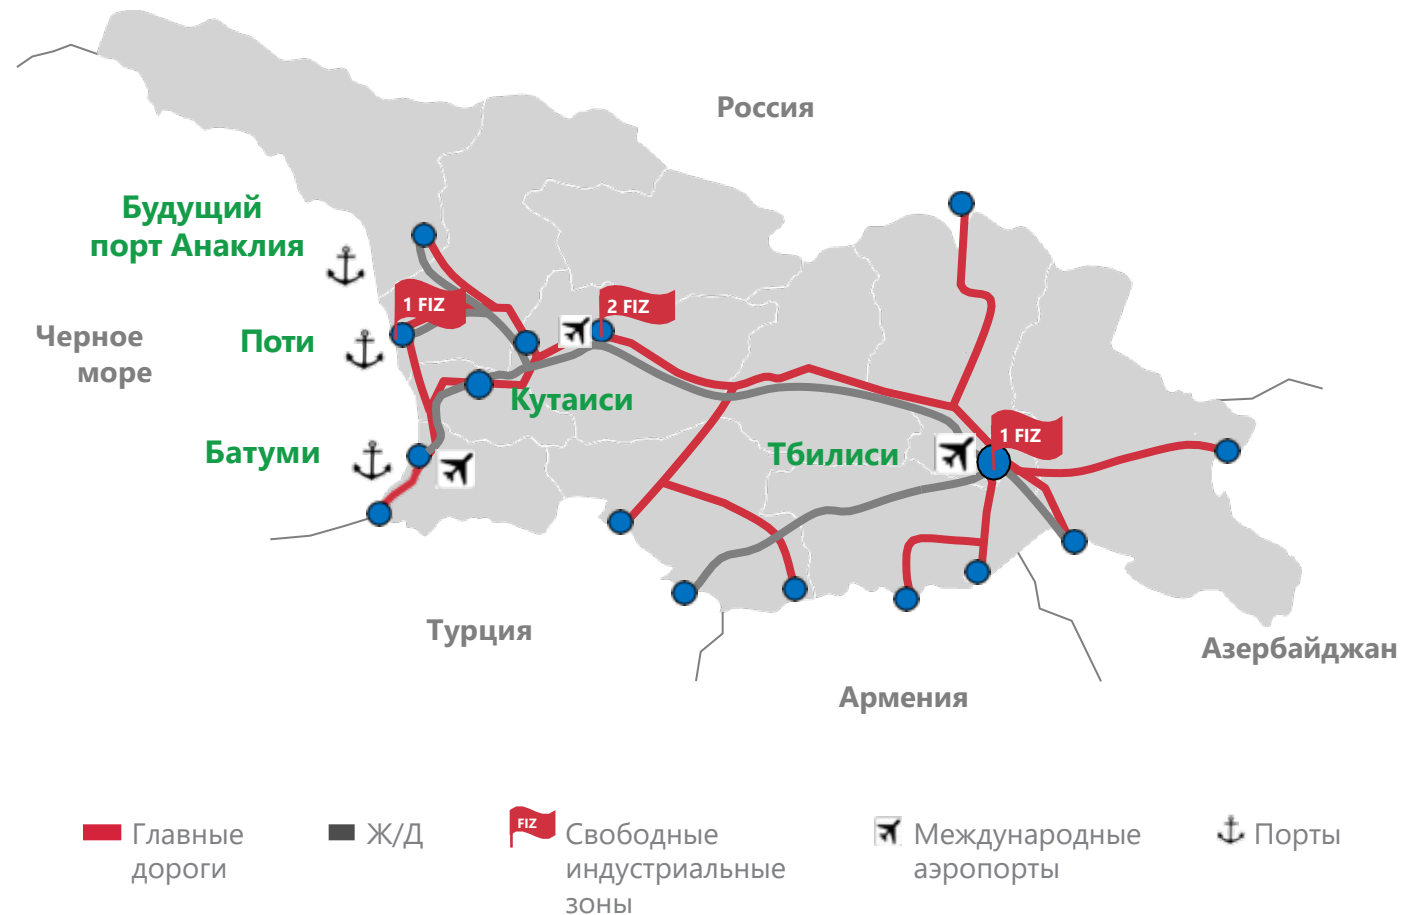 Россия
Будущий
порт Анаклия
1 FIZ
2 FIZ
Черное
море
Поти
Кутаиси
Батуми
Тбилиси
1 FIZ
Турция
Армения
Азербайджан
Главные
дороги
Ж/Д
FIZ
Свободные
индустриальные
зоны
Международные
аэропорты
Порты